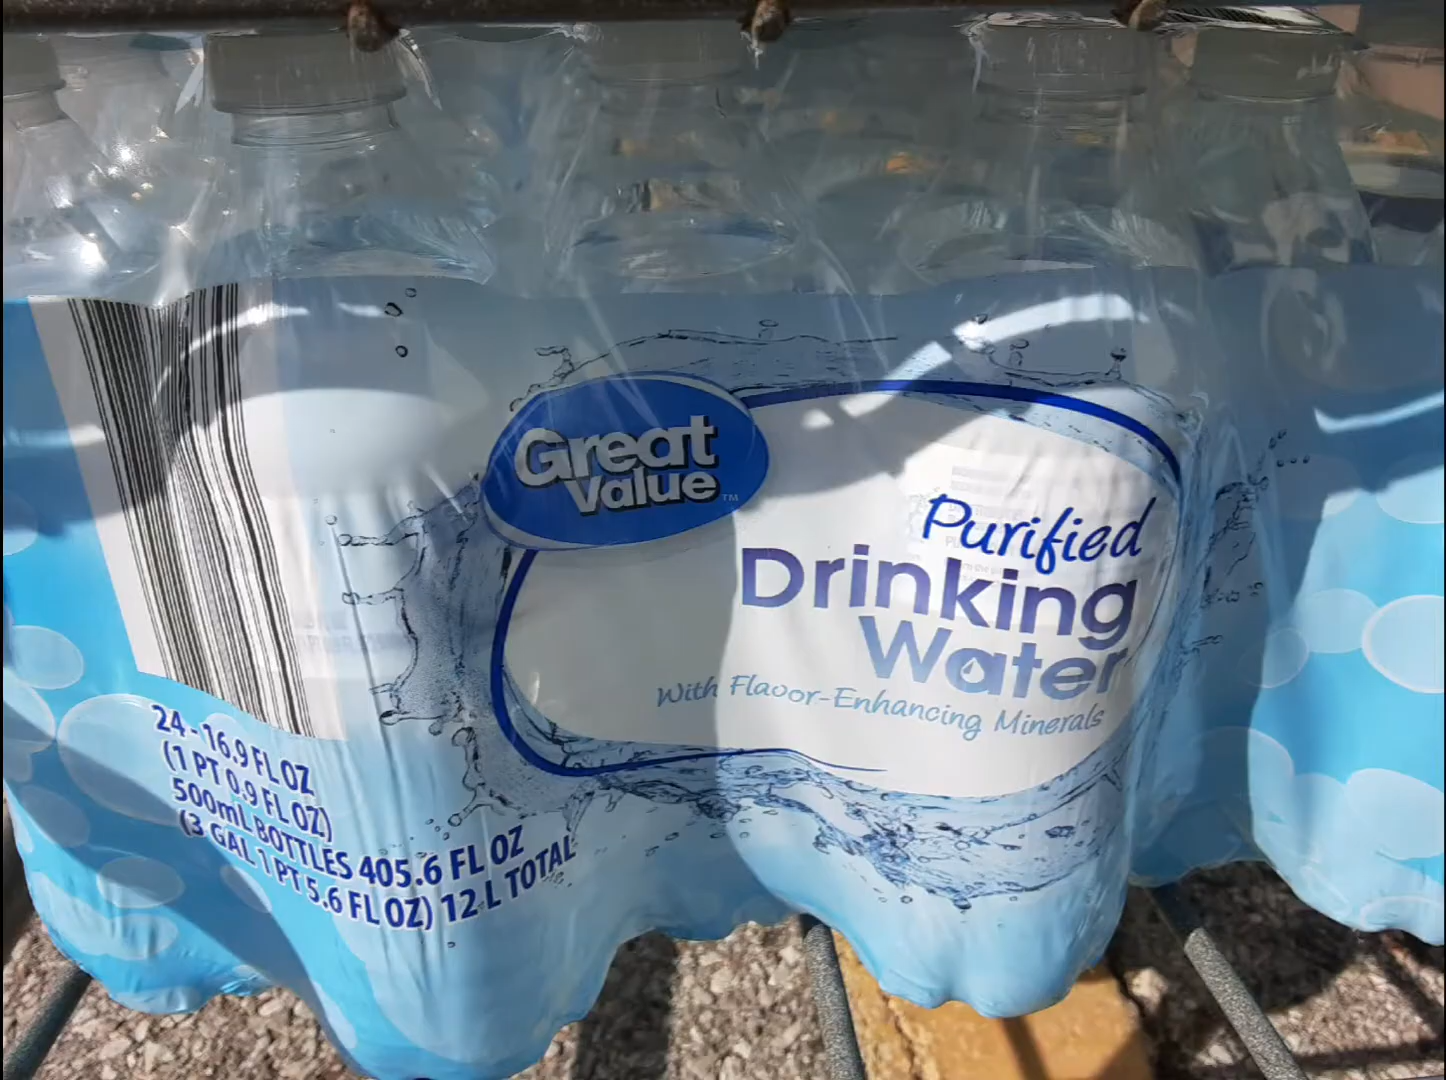 Great
Value™
Purified
Drinking
Water
With Flavor-Enhancing Minerals
24 - 16.9 FL OZ
(1 PT 0.9 FL OZ)
500mL BOTTLES 405.6 FL OZ
(3 GAL 1 PT 5.6 FL OZ) 12 L TOTAL